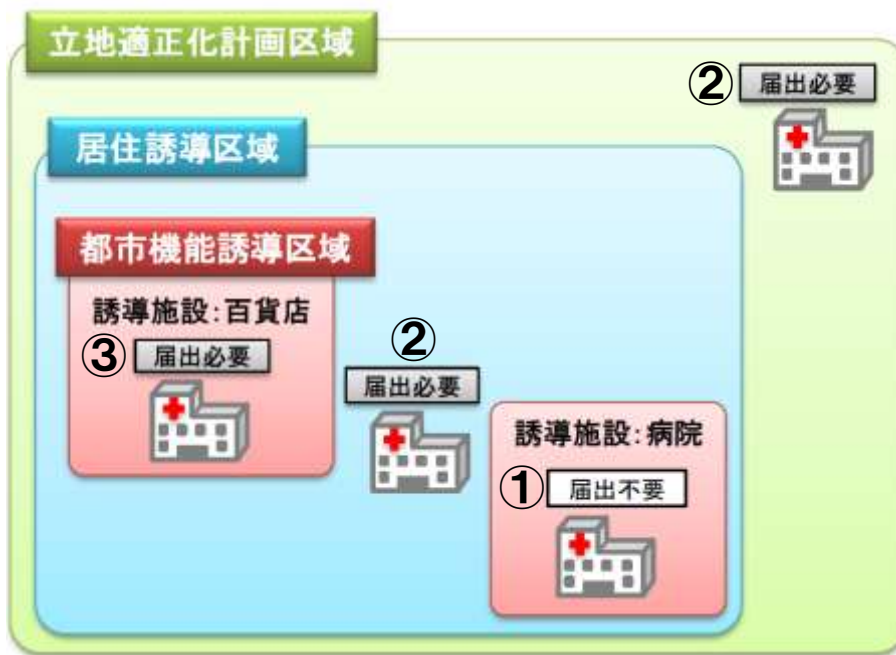 立地適正化計画区域
② 届出必要
居住誘導区域
都市機能誘導区域
誘導施設：百貨店
③ 届出必要
②
届出必要
誘導施設：病院
① 届出不要